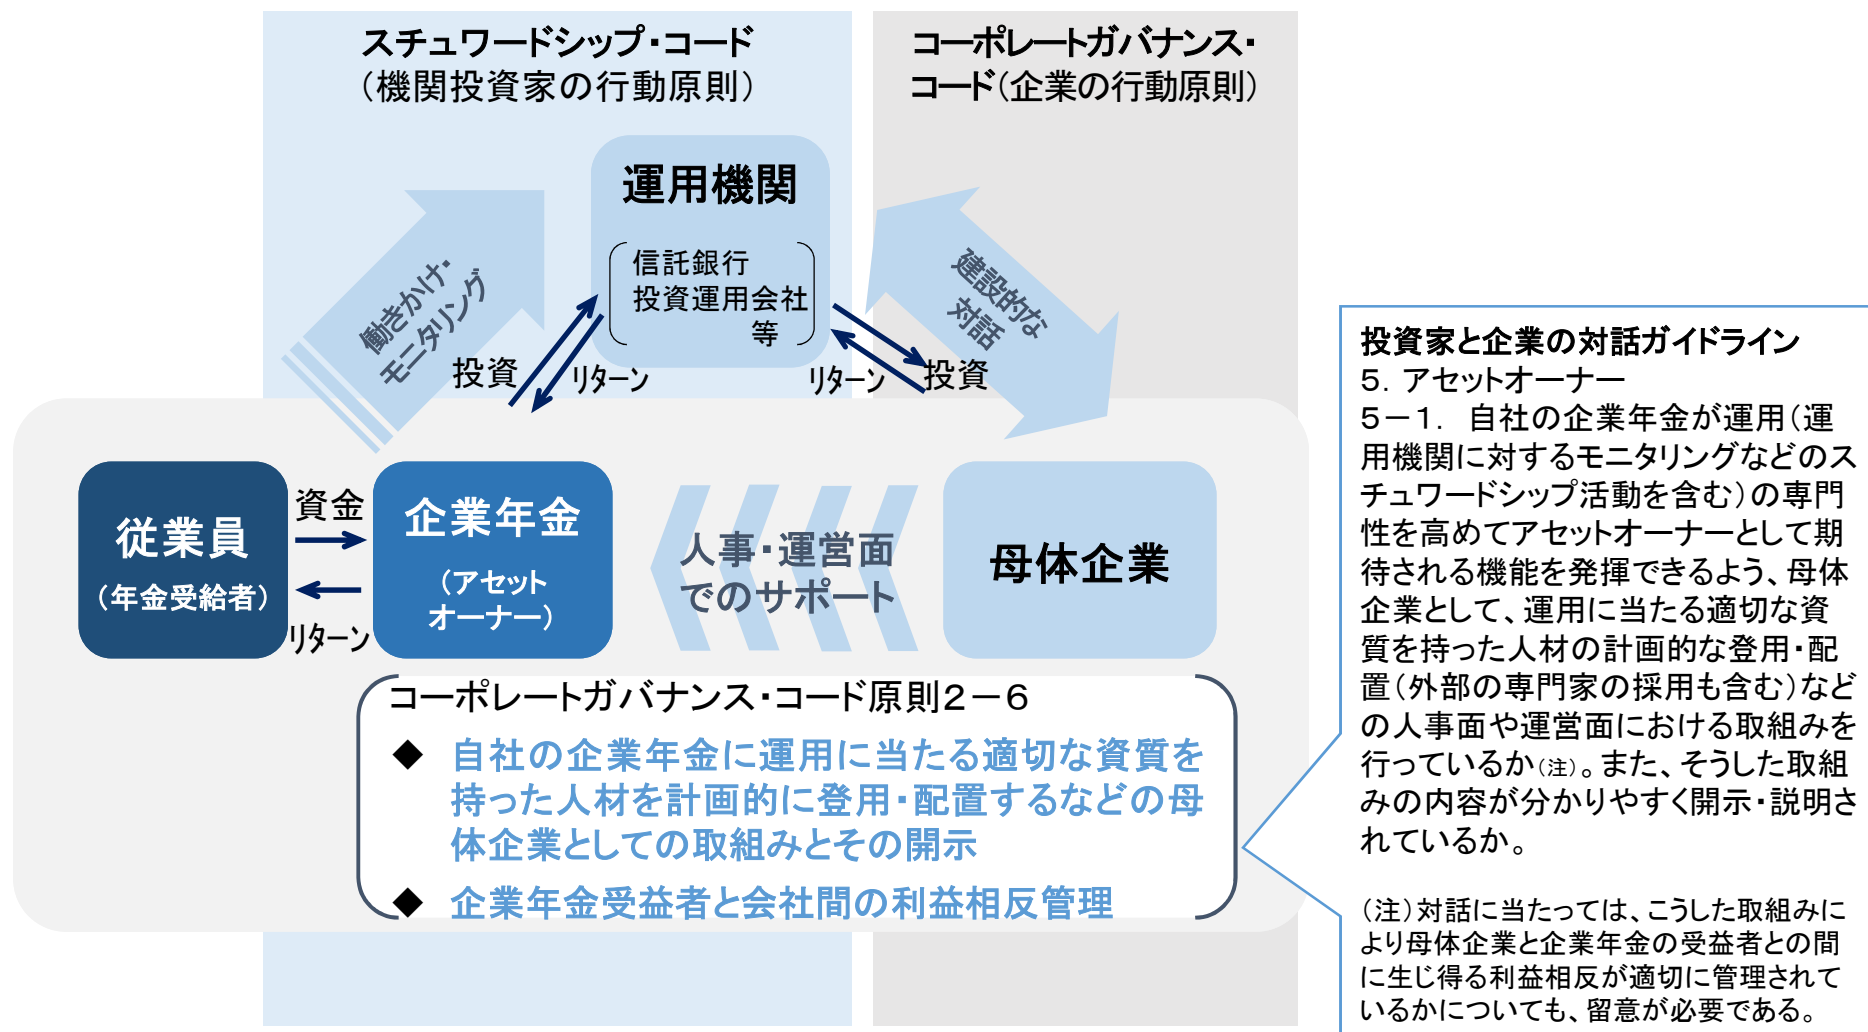 スチュワードシップ・コード
（機関投資家の行動原則）
コーポレートガバナンス・
コード（企業の行動原則）
運用機関
信託銀行
投資運用会社
等
働きかけ・
モニタリング
建設的な
対話
投資
リターン
リターン
投資
従業員
（年金受給者）
資金
リターン
企業年金
（アセット
オーナー）
人事・運営面
でのサポート
母体企業
コーポレートガバナンス・コード原則２－６
◆ 自社の企業年金に運用に当たる適切な資質を
持った人材を計画的に登用・配置するなどの母
体企業としての取組みとその開示
◆ 企業年金受益者と会社間の利益相反管理
投資家と企業の対話ガイドライン
５．アセットオーナー
５－１． 自社の企業年金が運用（運
用機関に対するモニタリングなどのス
チュワードシップ活動を含む）の専門
性を高めてアセットオーナーとして期
待される機能を発揮できるよう、母体
企業として、運用に当たる適切な資
質を持った人材の計画的な登用・配
置（外部の専門家の採用も含む）など
の人事面や運営面における取組みを
行っているか（注）。また、そうした取組
みの内容が分かりやすく開示・説明さ
れているか。
（注）対話に当たっては、こうした取組みに
より母体企業と企業年金の受益者との間
に生じ得る利益相反が適切に管理されて
いるかについても、留意が必要である。